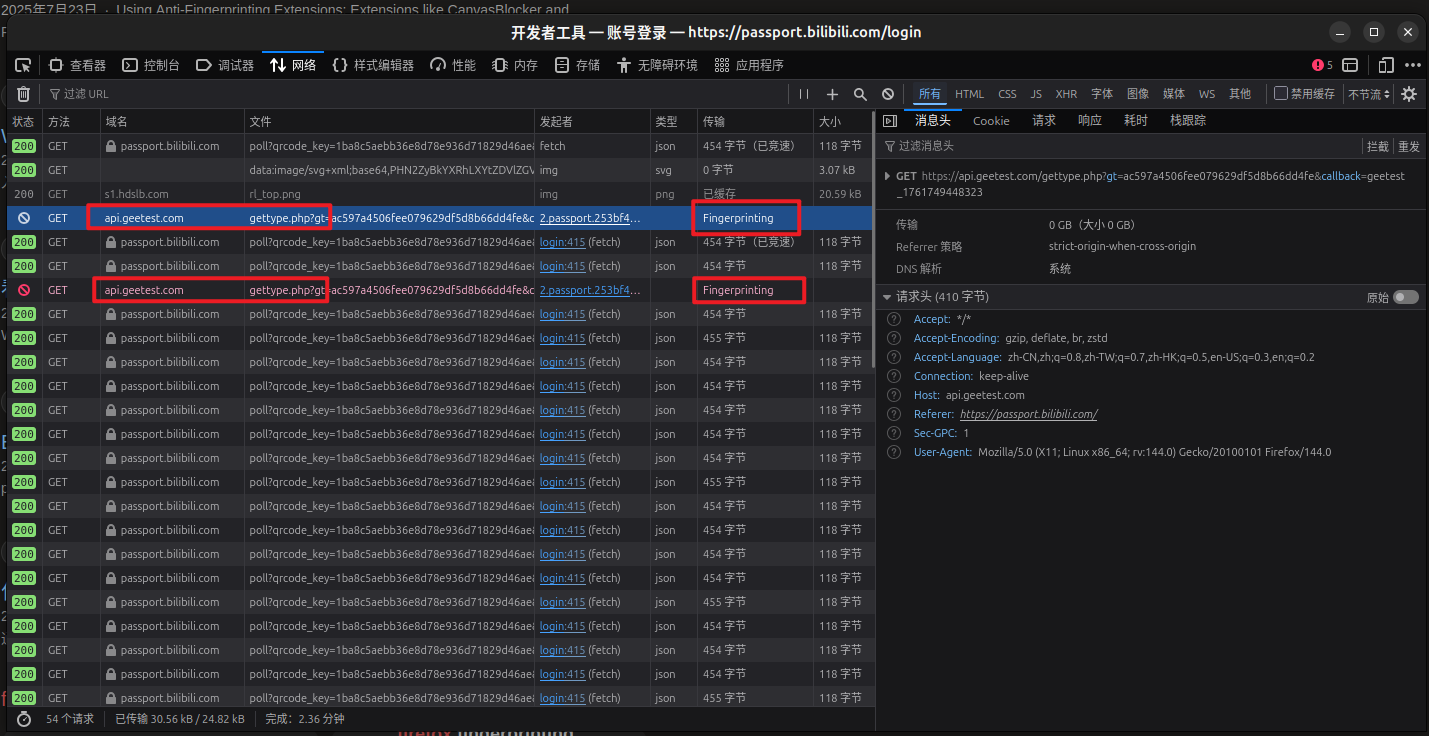 2025年7月23日 · Using Anti-Fingerprinting Extensions: Extensions like CanvasBlocker and
开发者工具 — 账号登录 — https://passport.bilibili.com/login
查看器 控制台 调试器 网络 样式编辑器 性能 内存 存储 无障碍环境 应用程序 5
过滤 URL 所有 HTML CSS JS XHR 字体 图像 媒体 WS 其他 禁用缓存 不节流
状态 方法 域名 文件 发起者 类型 传输 大小
200 GET passport.bilibili.com poll?qrcode_key=1ba8c5aebb36e8d78e936d71829d46ae& fetch json 454 字节（已竞速） 118 字节
GET data:image/svg+xml;base64,PHN2ZyBkYXRhLXYtZDVlZGV img svg 0 字节 3.07 kB
200 GET s1.hdslb.com rl_top.png img png 已缓存 20.59 kB
GET api.geetest.com gettype.php?gt=ac597a4506fee079629df5d8b66dd4fe&c 2.passport.253bf4… Fingerprinting
200 GET passport.bilibili.com poll?qrcode_key=1ba8c5aebb36e8d78e936d71829d46ae& login:415 (fetch) json 454 字节（已竞速） 118 字节
200 GET passport.bilibili.com poll?qrcode_key=1ba8c5aebb36e8d78e936d71829d46ae& login:415 (fetch) json 454 字节 118 字节
GET api.geetest.com gettype.php?gt=ac597a4506fee079629df5d8b66dd4fe&c 2.passport.253bf4… Fingerprinting
200 GET passport.bilibili.com poll?qrcode_key=1ba8c5aebb36e8d78e936d71829d46ae& login:415 (fetch) json 454 字节 118 字节
200 GET passport.bilibili.com poll?qrcode_key=1ba8c5aebb36e8d78e936d71829d46ae& login:415 (fetch) json 455 字节 118 字节
200 GET passport.bilibili.com poll?qrcode_key=1ba8c5aebb36e8d78e936d71829d46ae& login:415 (fetch) json 454 字节 118 字节
200 GET passport.bilibili.com poll?qrcode_key=1ba8c5aebb36e8d78e936d71829d46ae& login:415 (fetch) json 454 字节 118 字节
200 GET passport.bilibili.com poll?qrcode_key=1ba8c5aebb36e8d78e936d71829d46ae& login:415 (fetch) json 454 字节 118 字节
200 GET passport.bilibili.com poll?qrcode_key=1ba8c5aebb36e8d78e936d71829d46ae& login:415 (fetch) json 454 字节 118 字节
200 GET passport.bilibili.com poll?qrcode_key=1ba8c5aebb36e8d78e936d71829d46ae& login:415 (fetch) json 454 字节 118 字节
200 GET passport.bilibili.com poll?qrcode_key=1ba8c5aebb36e8d78e936d71829d46ae& login:415 (fetch) json 455 字节 118 字节
200 GET passport.bilibili.com poll?qrcode_key=1ba8c5aebb36e8d78e936d71829d46ae& login:415 (fetch) json 454 字节 118 字节
200 GET passport.bilibili.com poll?qrcode_key=1ba8c5aebb36e8d78e936d71829d46ae& login:415 (fetch) json 454 字节 118 字节
200 GET passport.bilibili.com poll?qrcode_key=1ba8c5aebb36e8d78e936d71829d46ae& login:415 (fetch) json 454 字节 118 字节
200 GET passport.bilibili.com poll?qrcode_key=1ba8c5aebb36e8d78e936d71829d46ae& login:415 (fetch) json 454 字节 118 字节
200 GET passport.bilibili.com poll?qrcode_key=1ba8c5aebb36e8d78e936d71829d46ae& login:415 (fetch) json 455 字节 118 字节
200 GET passport.bilibili.com poll?qrcode_key=1ba8c5aebb36e8d78e936d71829d46ae& login:415 (fetch) json 454 字节 118 字节
200 GET passport.bilibili.com poll?qrcode_key=1ba8c5aebb36e8d78e936d71829d46ae& login:415 (fetch) json 454 字节 118 字节
200 GET passport.bilibili.com poll?qrcode_key=1ba8c5aebb36e8d78e936d71829d46ae& login:415 (fetch) json 454 字节 118 字节
200 GET passport.bilibili.com poll?qrcode_key=1ba8c5aebb36e8d78e936d71829d46ae& login:415 (fetch) json 455 字节 118 字节
54 个请求 已传输 30.56 kB / 24.82 kB 完成：2.36 分钟
消息头 Cookie 请求 响应 耗时 栈跟踪
过滤消息头 拦截 重发
GET https://api.geetest.com/gettype.php?gt=ac597a4506fee079629df5d8b66dd4fe&callback=geetest
_1761749448323
传输 0 GB（大小 0 GB）
Referrer 策略 strict-origin-when-cross-origin
DNS 解析 系统
请求头 (410 字节) 原始
Accept: */*
Accept-Encoding: gzip, deflate, br, zstd
Accept-Language: zh-CN,zh;q=0.8,zh-TW;q=0.7,zh-HK;q=0.5,en-US;q=0.3,en;q=0.2
Connection: keep-alive
Host: api.geetest.com
Referer: https://passport.bilibili.com/
Sec-GPC: 1
User-Agent: Mozilla/5.0 (X11; Linux x86_64; rv:144.0) Gecko/20100101 Firefox/144.0
firefox fingerprinting